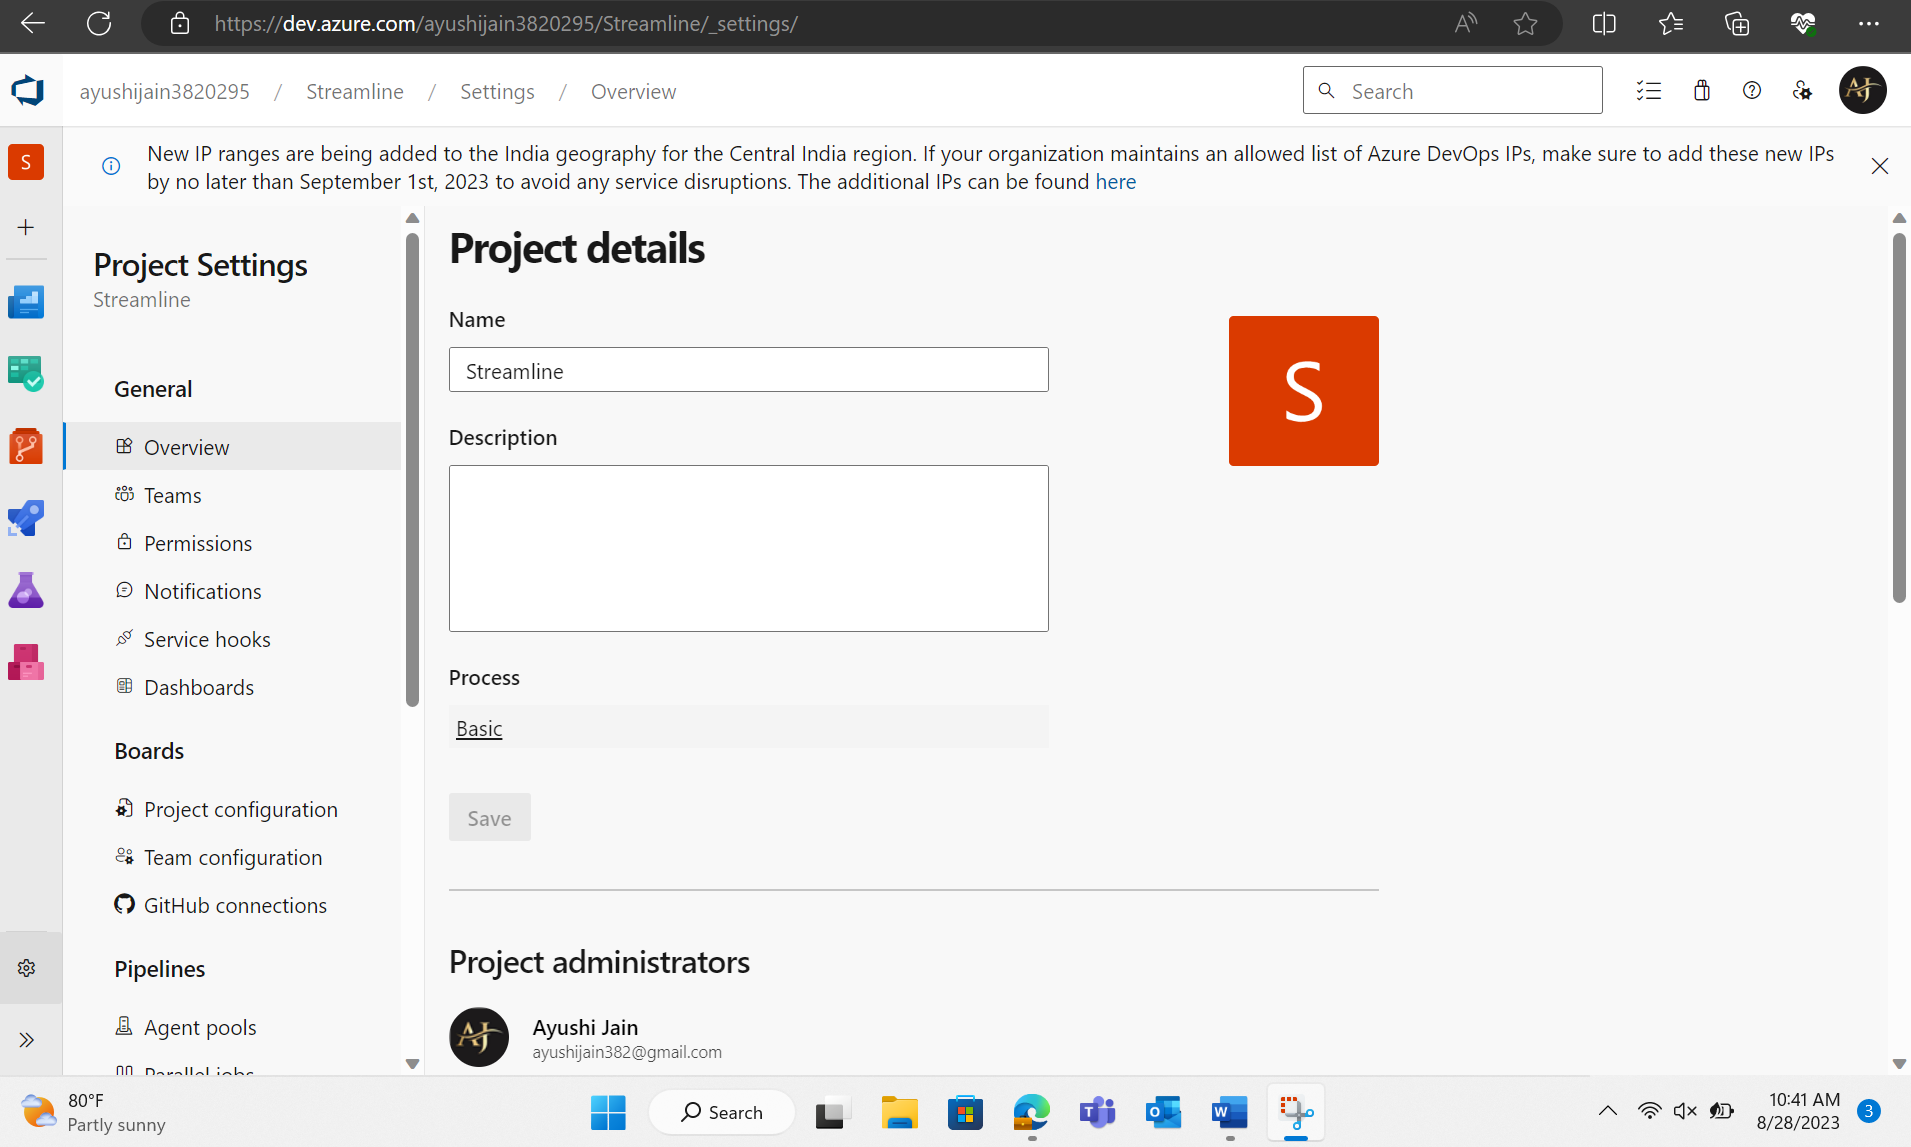 https://dev.azure.com/ayushijain3820295/Streamline/_settings/
ayushijain3820295 / Streamline / Settings / Overview
Search
AJ
S
New IP ranges are being added to the India geography for the Central India region. If your organization maintains an allowed list of Azure DevOps IPs, make sure to add these new IPs
by no later than September 1st, 2023 to avoid any service disruptions. The additional IPs can be found here
Project Settings
Streamline
General
Overview
Teams
Permissions
Notifications
Service hooks
Dashboards
Boards
Project configuration
Team configuration
GitHub connections
Pipelines
Agent pools
Parallel jobs
Project details
Name
Streamline
S
Description
Process
Basic
Save
Project administrators
AJ
Ayushi Jain
ayushijain382@gmail.com
80°F
Partly sunny
Search
10:41 AM
8/28/2023
3